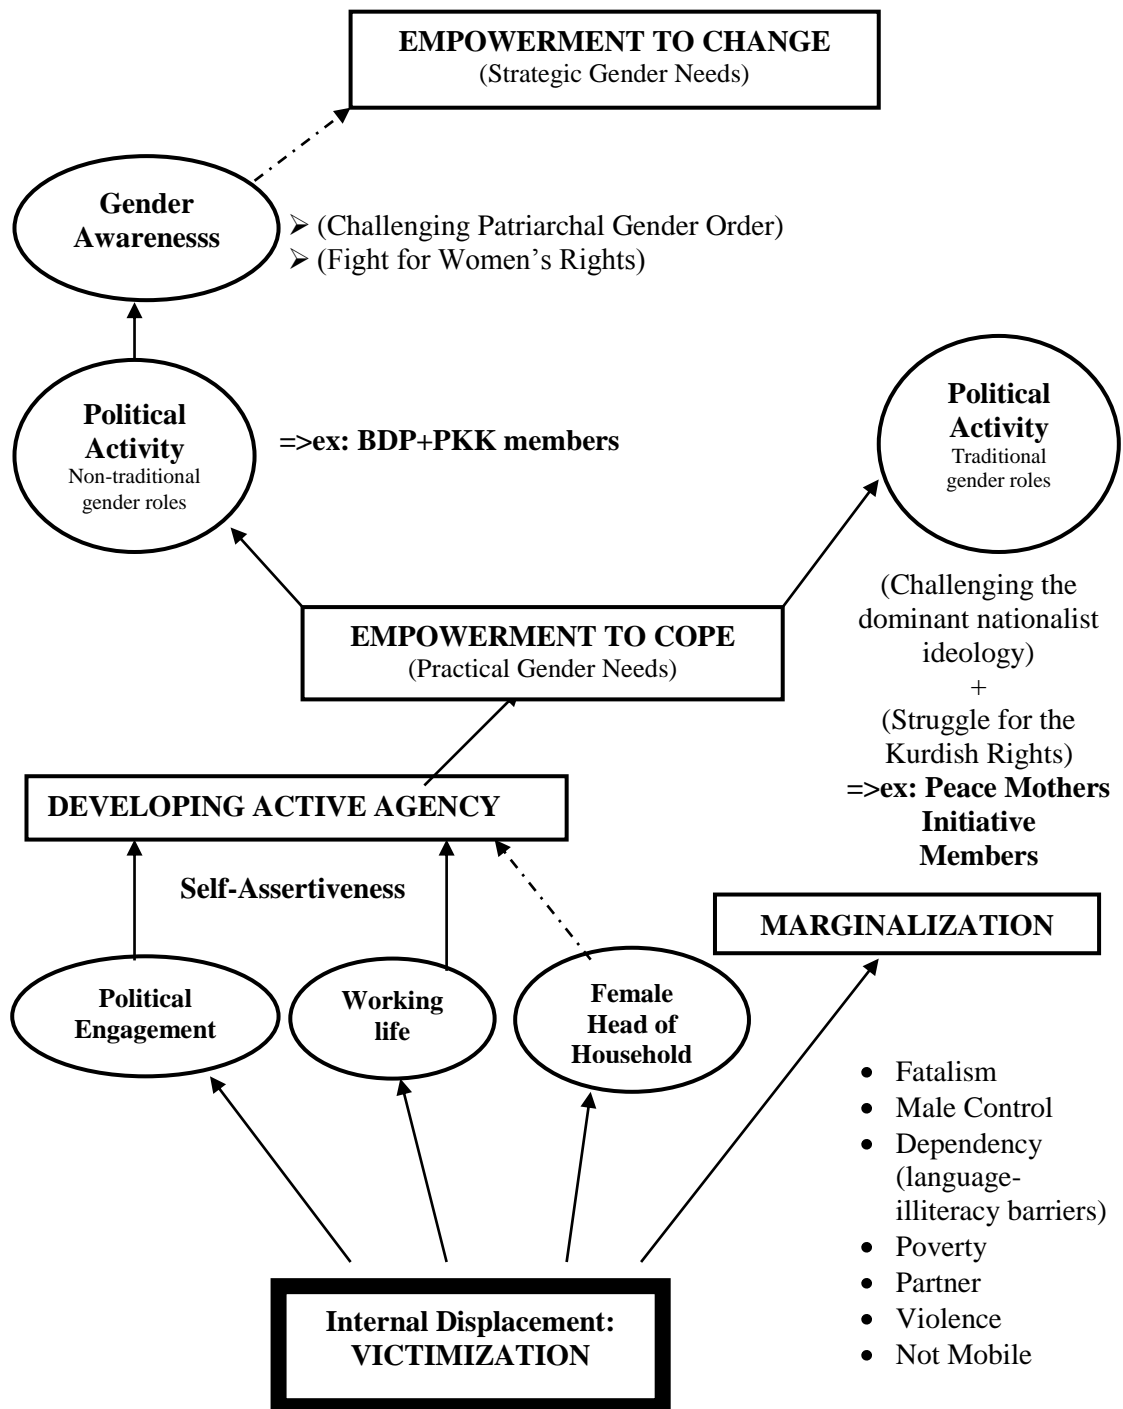 EMPOWERMENT TO CHANGE
(Strategic Gender Needs)
Gender
Awarenesss
➢ (Challenging Patriarchal Gender Order)
➢ (Fight for Women’s Rights)
Political
Activity
Non-traditional
gender roles
=>ex: BDP+PKK members
Political
Activity
Traditional
gender roles
(Challenging the
dominant nationalist
ideology)
+
(Struggle for the
Kurdish Rights)
=>ex: Peace Mothers
Initiative
Members
EMPOWERMENT TO COPE
(Practical Gender Needs)
DEVELOPING ACTIVE AGENCY
Self-Assertiveness
MARGINALIZATION
Political
Engagement
Working
life
Female
Head of
Household
• Fatalism
• Male Control
• Dependency
(language-
illiteracy barriers)
• Poverty
• Partner
• Violence
• Not Mobile
Internal Displacement:
VICTIMIZATION